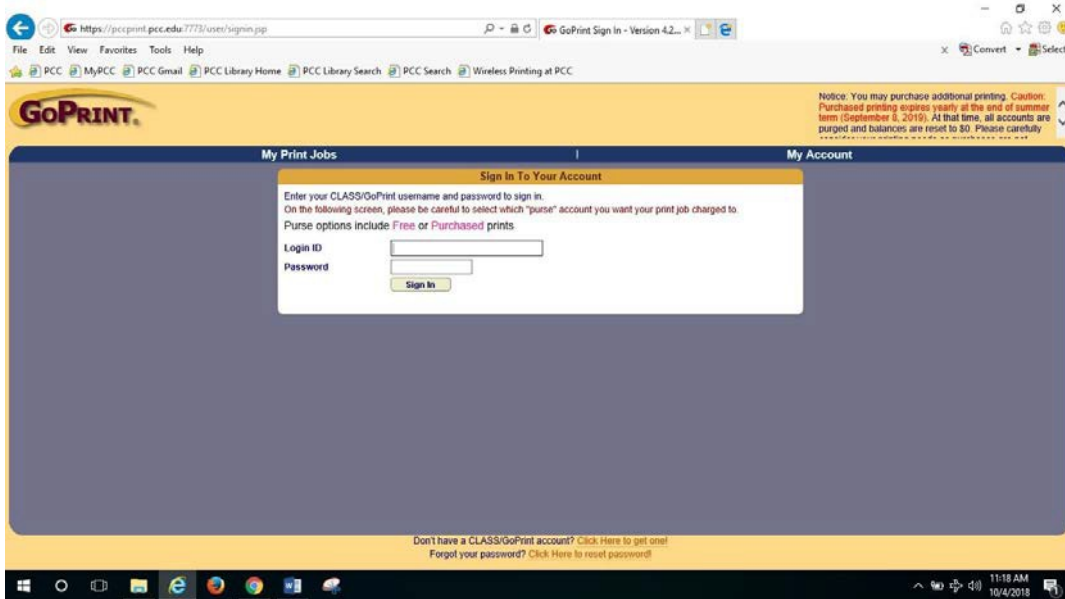 https://pccprint.pcc.edu:7773/user/signin.jsp
GoPrint Sign In - Version 4.2...
File Edit View Favorites Tools Help
x Convert Select
PCC MyPCC PCC Gmail PCC Library Home PCC Library Search PCC Search Wireless Printing at PCC
GOPRINT.
Notice: You may purchase additional printing. Caution:
Purchased printing expires yearly at the end of summer
term (September 8, 2019). At that time, all accounts are
purged and balances are reset to $0. Please carefully
My Print Jobs | My Account
Sign In To Your Account
Enter your CLASS/GoPrint username and password to sign in.
On the following screen, please be careful to select which "purse" account you want your print job charged to.
Purse options include Free or Purchased prints
Login ID
Password
Sign In
Don't have a CLASS/GoPrint account? Click Here to get one!
Forgot your password? Click Here to reset password!
11:18 AM
10/4/2018